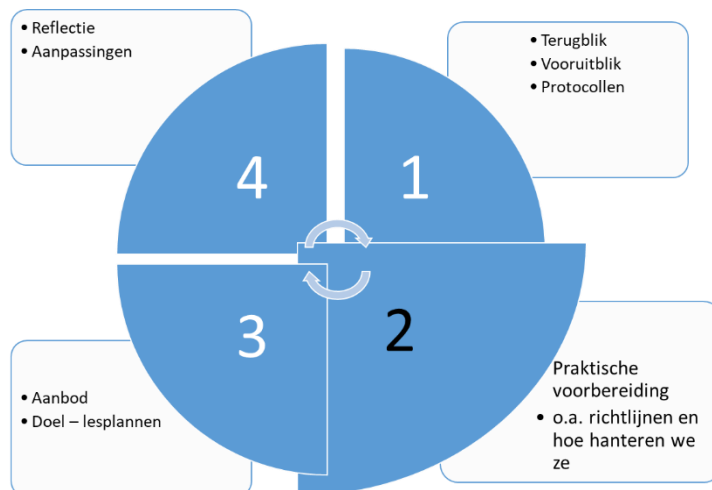 • Reflectie
• Aanpassingen
4
• Terugblik
• Vooruitblik
• Protocollen
1
3
• Aanbod
• Doel – lesplannen
2
Praktische
voorbereiding
• o.a. richtlijnen en
hoe hanteren we
ze